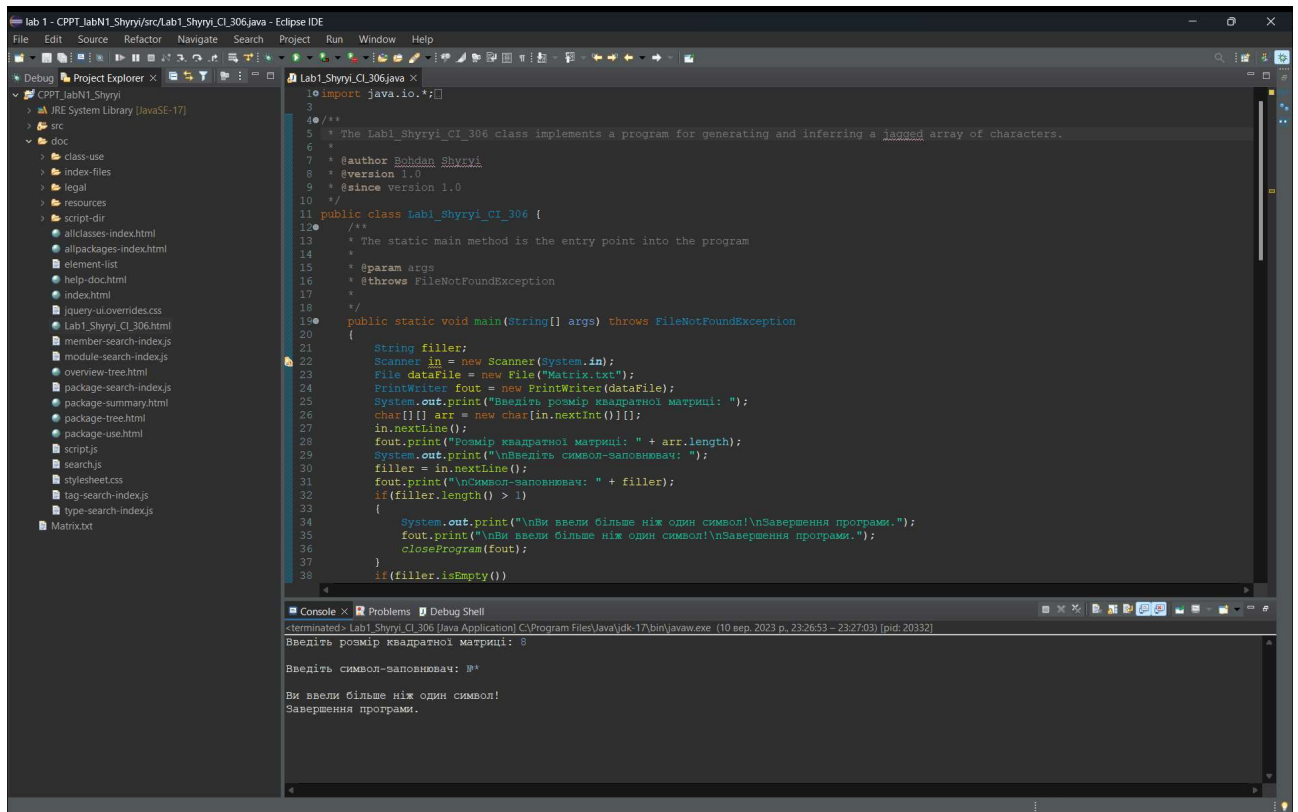 lab 1 - CPPT_labN1_Shyryi/src/Lab1_Shyryi_CI_306.java - Eclipse IDE
File Edit Source Refactor Navigate Search Project Run Window Help
Debug Project Explorer
CPPT_labN1_Shyryi
JRE System Library [JavaSE-17]
src
doc
class-use
index-files
legal
resources
script-dir
allclasses-index.html
allpackages-index.html
element-list
help-doc.html
index.html
jquery-ui.overrides.css
Lab1_Shyryi_CI_306.html
member-search-index.js
module-search-index.js
overview-tree.html
package-search-index.js
package-summary.html
package-tree.html
package-use.html
script.js
search.js
stylesheet.css
tag-search-index.js
type-search-index.js
Matrix.txt
Lab1_Shyryi_CI_306.java
1 import java.io.*;
3
4 /**
5 * The Lab1_Shyryi_CI_306 class implements a program for generating and inferring a jagged array of characters.
6 *
7 * @author Bohdan Shyryi
8 * @version 1.0
9 * @since version 1.0
10 */
11 public class Lab1_Shyryi_CI_306 {
12 /**
13 * The static main method is the entry point into the program
14 *
15 * @param args
16 * @throws FileNotFoundException
17 *
18 */
19 public static void main(String[] args) throws FileNotFoundException
20 {
21 String filler;
22 Scanner in = new Scanner(System.in);
23 File dataFile = new File("Matrix.txt");
24 PrintWriter fout = new PrintWriter(dataFile);
25 System.out.print("Введіть розмір квадратної матриці: ");
26 char[][] arr = new char[in.nextInt()][];
27 in.nextLine();
28 fout.print("Розмір квадратної матриці: " + arr.length);
29 System.out.print("\nВведіть символ-заповнювач: ");
30 filler = in.nextLine();
31 fout.print("\nСимвол-заповнювач: " + filler);
32 if(filler.length() > 1)
33 {
34 System.out.print("\nВи ввели більше ніж один символ!\nЗавершення програми.");
35 fout.print("\nВи ввели більше ніж один символ!\nЗавершення програми.");
36 closeProgram(fout);
37 }
38 if(filler.isEmpty())
Console Problems Debug Shell
<terminated> Lab1_Shyryi_CI_306 [Java Application] C:\Program Files\Java\jdk-17\bin\javaw.exe (10 вер. 2023 р., 23:26:53 – 23:27:03) [pid: 20332]
Введіть розмір квадратної матриці: 8
Введіть символ-заповнювач: №*
Ви ввели більше ніж один символ!
Завершення програми.